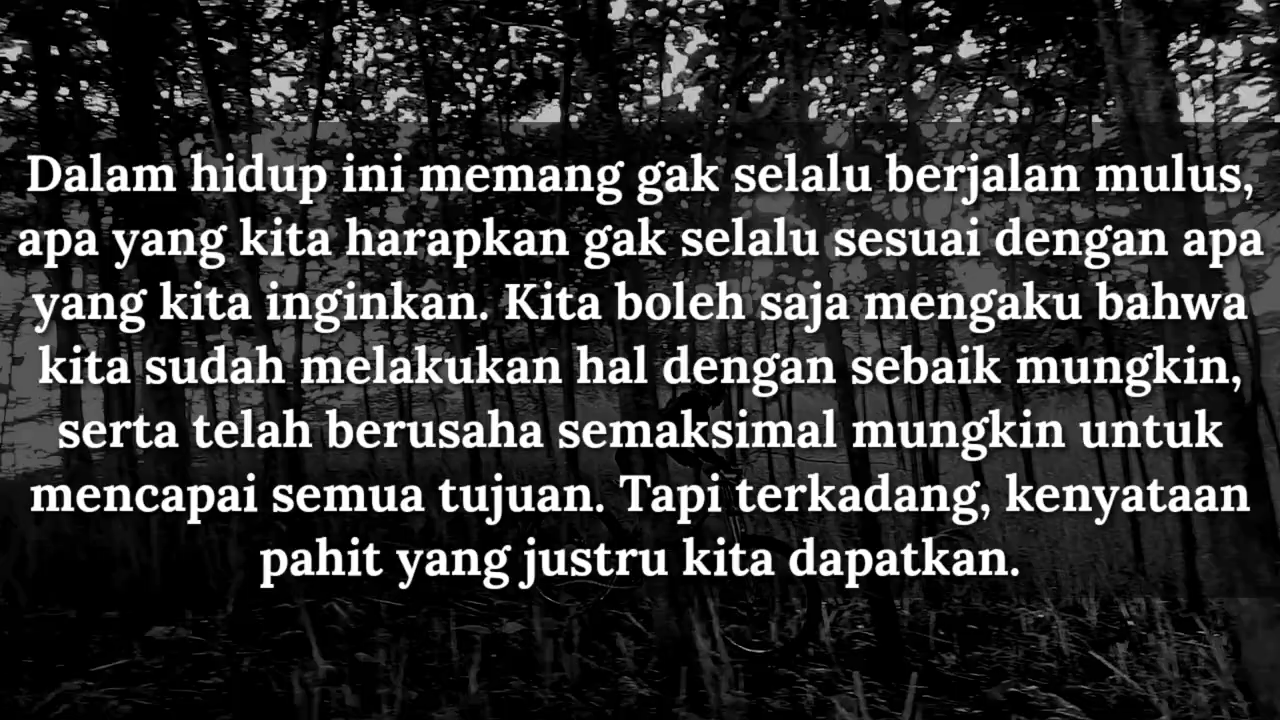 Dalam hidup ini memang gak selalu berjalan mulus,
apa yang kita harapkan gak selalu sesuai dengan apa
yang kita inginkan. Kita boleh saja mengaku bahwa
kita sudah melakukan hal dengan sebaik mungkin,
serta telah berusaha semaksimal mungkin untuk
mencapai semua tujuan. Tapi terkadang, kenyataan
pahit yang justru kita dapatkan.